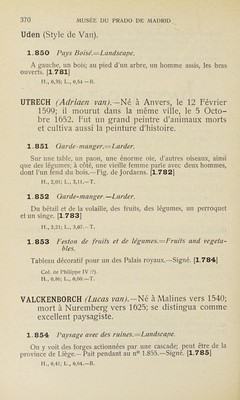 370 MUSÉE DU PRADO DE MADRID
Uden (Style de Van).
1.850 Pays Boisé.=Landscape.
A gauche, un bois; au pied d'un arbre, un homme assis, les bras
ouverts. [1.781]
H., 0,39; L., 0,54.—B.
UTRECH (Adriaen van).—Né à Anvers, le 12 Février
1599; il mourut dans la même ville, le 5 Octo-
bre 1652. Fut un grand peintre d'animaux morts
et cultiva aussi la peinture d'histoire.
1.851 Garde-manger.=Larder.
Sur une table, un paon, une énorme oie, d'autres oiseaux, ainsi
que des légumes; à côté, une vieille femme parle avec deux hommes,
dont l'un fend du bois.—Fig. de Jordaens. [1.782]
H., 2,01; L., 3,11.—T.
1.852 Garde-manger.—Larder.
Du bétail et de la volaille, des fruits, des légumes, un perroquet
et un singe. [1.783]
H., 2,21; L., 3,07.—T.
1.853 Feston de fruits et de légumes.=Fruits and vegeta-
bles.
Tableau décoratif pour un des Palais royaux.—Signé. [1.784]
Col. de Philippe IV (?).
H., 0,86; L., 0,60.—T.
VALCKENBORCH (Lucas van).—Né à Malines vers 1540;
mort à Nuremberg vers 1625; se distingua comme
excellent paysagiste.
1.854 Paysage avec des ruines.=Landscape.
On y voit des forges actionnées par une cascade; peut être de la
province de Liège.—Pait pendant au nº 1.855.—Signé. [1.785]
H., 0,41; L., 0,64.—B.